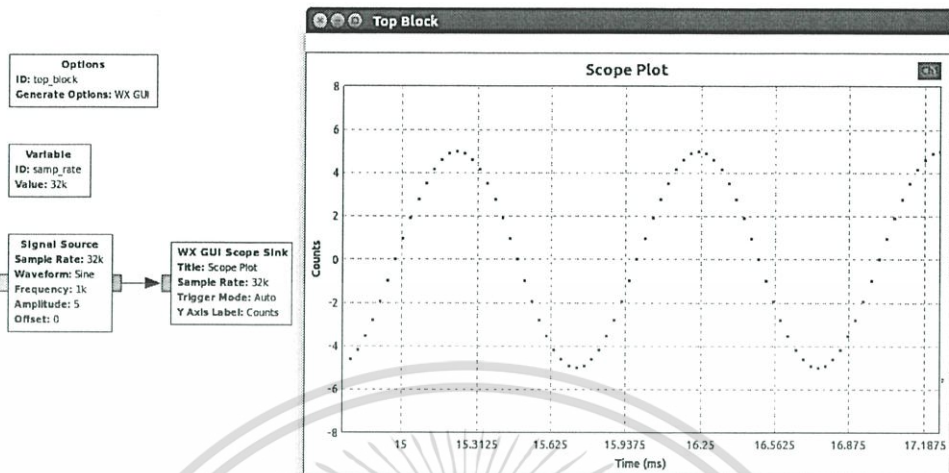 Options
ID: top_block
Generate Options: WX GUI
Variable
ID: samp_rate
Value: 32k
Signal Source
Sample Rate: 32k
Waveform: Sine
Frequency: 1k
Amplitude: 5
Offset: 0
WX GUI Scope Sink
Title: Scope Plot
Sample Rate: 32k
Trigger Mode: Auto
Y Axis Label: Counts
Top Block
Scope Plot
Ch1
Counts
8
6
4
2
0
-2
-4
-6
-8
15
15.3125
15.625
15.9375
16.25
16.5625
16.875
17.1875
Time (ms)